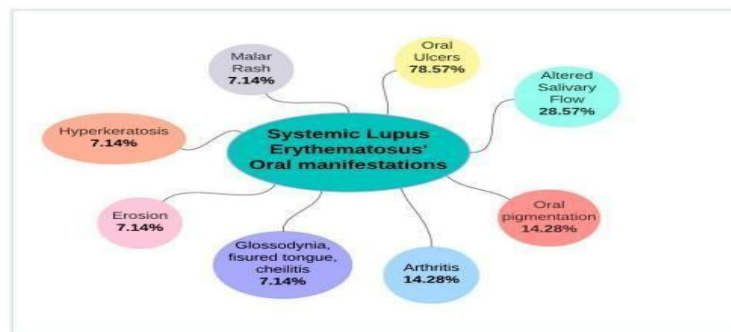 Systemic Lupus
Erythematosus'
Oral manifestations
Malar
Rash
7.14%
Oral
Ulcers
78.57%
Altered
Salivary
Flow
28.57%
Oral
pigmentation
14.28%
Arthritis
14.28%
Glossodynia,
fisured tongue,
cheilitis
7.14%
Erosion
7.14%
Hyperkeratosis
7.14%